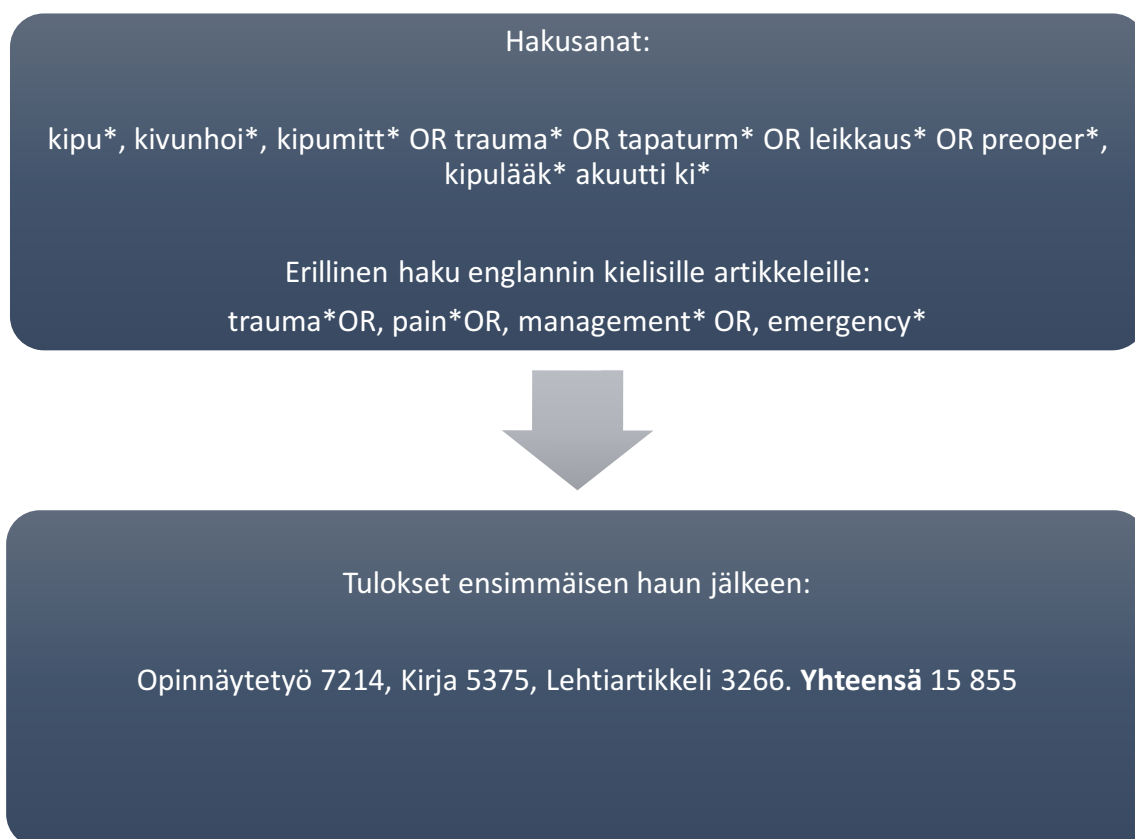 Hakusanat:
kipu*, kivunhoi*, kipumitt* OR trauma* OR tapaturm* OR leikkaus* OR preoper*,
kipulääk* akuutti ki*
Erillinen haku englannin kielisille artikkeleille:
trauma*OR, pain*OR, management* OR, emergency*
Tulokset ensimmäisen haun jälkeen:
Opinnäytetyö 7214, Kirja 5375, Lehtiartikkeli 3266. Yhteensä 15 855